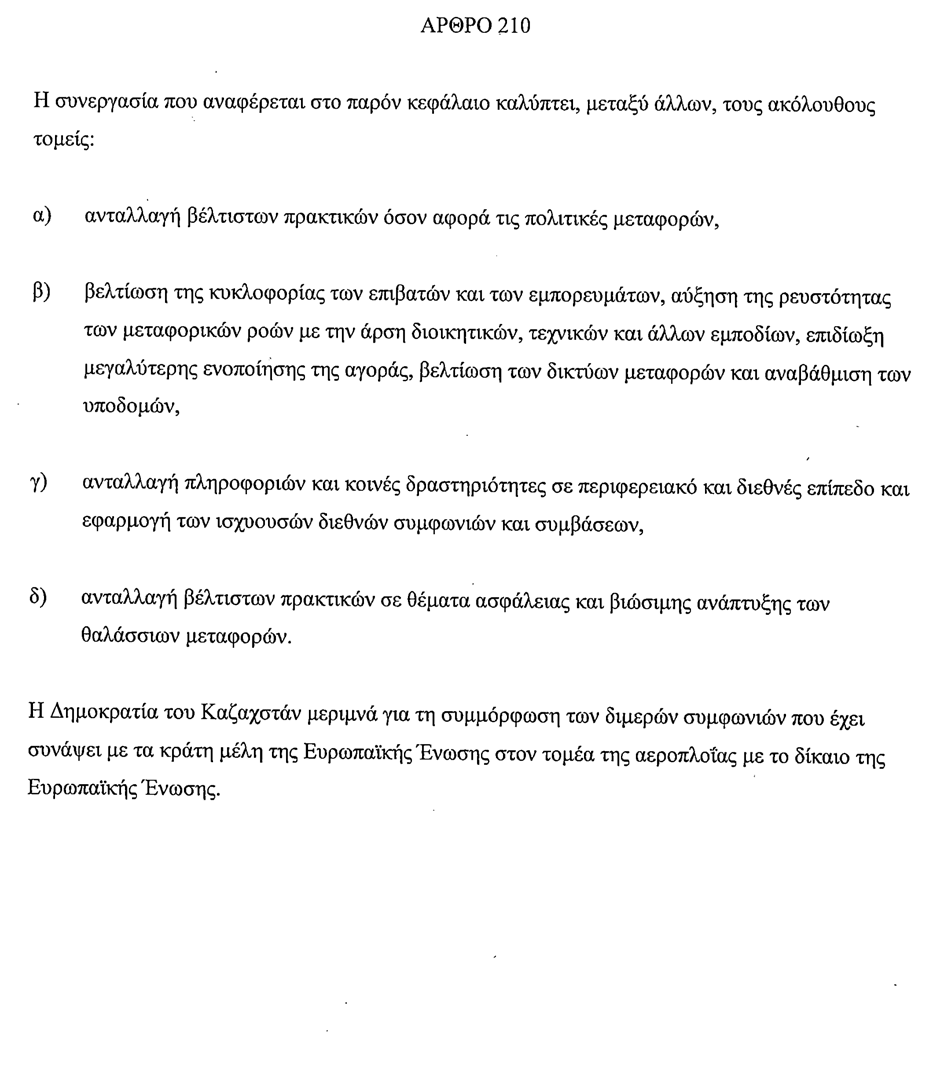 ΑΡΘΡΟ 210
Η συνεργασία που αναφέρεται στο παρόν κεφάλαιο καλύπτει, μεταξύ άλλων, τους ακόλουθους
τομείς:
α) ανταλλαγή βέλτιστων πρακτικών όσον αφορά τις πολιτικές μεταφορών,
β) βελτίωση της κυκλοφορίας των επιβατών και των εμπορευμάτων, αύξηση της ρευστότητας
των μεταφορικών ροών με την άρση διοικητικών, τεχνικών και άλλων εμποδίων, επιδίωξη
μεγαλύτερης ενοποίησης της αγοράς, βελτίωση των δικτύων μεταφορών και αναβάθμιση των
υποδομών,
γ) ανταλλαγή πληροφοριών και κοινές δραστηριότητες σε περιφερειακό και διεθνές επίπεδο και
εφαρμογή των ισχυουσών διεθνών συμφωνιών και συμβάσεων,
δ) ανταλλαγή βέλτιστων πρακτικών σε θέματα ασφάλειας και βιώσιμης ανάπτυξης των
θαλάσσιων μεταφορών.
Η Δημοκρατία του Καζαχστάν μεριμνά για τη συμμόρφωση των διμερών συμφωνιών που έχει
συνάψει με τα κράτη μέλη της Ευρωπαϊκής Ένωσης στον τομέα της αεροπλοΐας με το δίκαιο της
Ευρωπαϊκής Ένωσης.